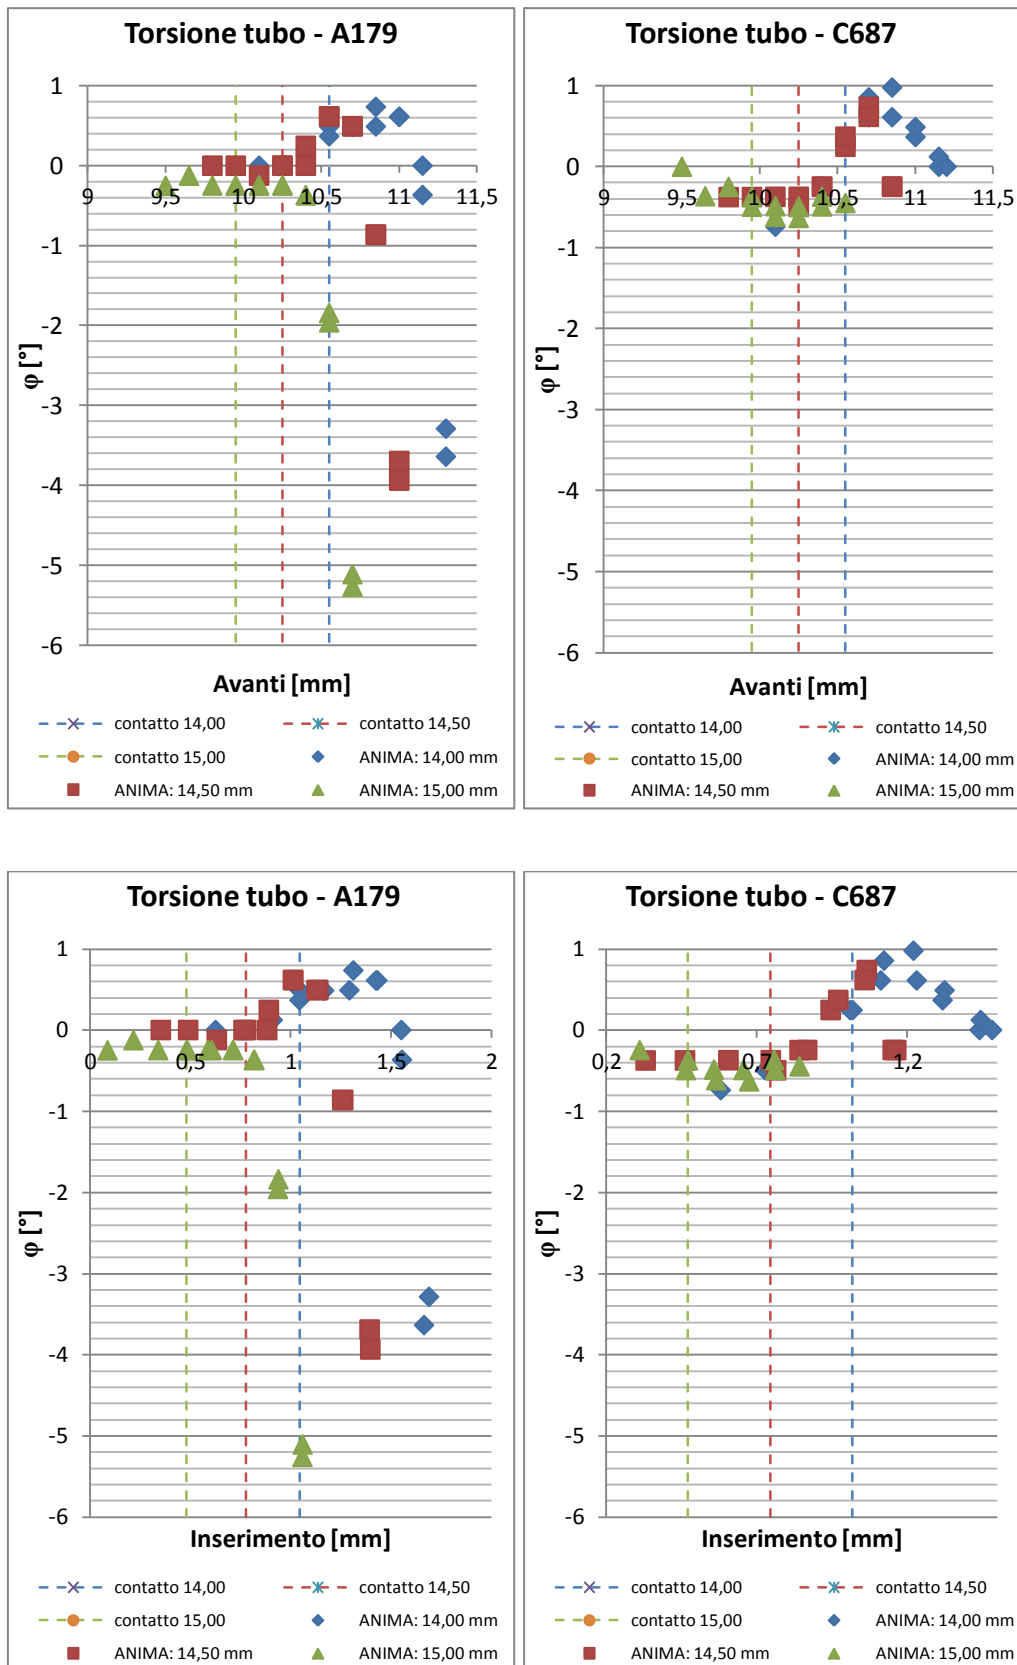 Torsione tubo - A179
1
0
-1
-2
-3
-4
-5
-6
9
9,5
10
10,5
11
11,5
φ [°]
Avanti [mm]
contatto 14,00
contatto 14,50
contatto 15,00
ANIMA: 14,00 mm
ANIMA: 14,50 mm
ANIMA: 15,00 mm
Torsione tubo - C687
1
0
-1
-2
-3
-4
-5
-6
9
9,5
10
10,5
11
11,5
φ [°]
Avanti [mm]
contatto 14,00
contatto 14,50
contatto 15,00
ANIMA: 14,00 mm
ANIMA: 14,50 mm
ANIMA: 15,00 mm
Torsione tubo - A179
1
0
-1
-2
-3
-4
-5
-6
0
0,5
1
1,5
2
φ [°]
Inserimento [mm]
contatto 14,00
contatto 14,50
contatto 15,00
ANIMA: 14,00 mm
ANIMA: 14,50 mm
ANIMA: 15,00 mm
Torsione tubo - C687
1
0
-1
-2
-3
-4
-5
-6
0,2
0,7
1,2
φ [°]
Inserimento [mm]
contatto 14,00
contatto 14,50
contatto 15,00
ANIMA: 14,00 mm
ANIMA: 14,50 mm
ANIMA: 15,00 mm